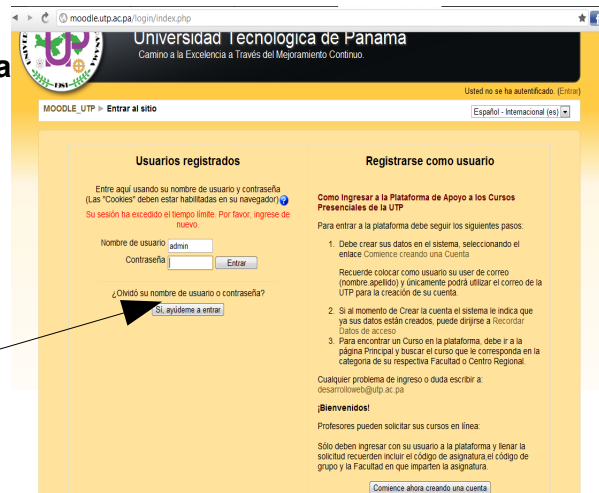 moodle.utp.ac.pa/login/index.php
Universidad Tecnológica de Panamá
Camino a la Excelencia a Través del Mejoramiento Continuo.
UP
1981
a
Usted no se ha autentificado. (Entrar)
MOODLE_UTP ► Entrar al sitio
Español - Internacional (es)
Usuarios registrados
Entre aquí usando su nombre de usuario y contraseña
(Las "Cookies" deben estar habilitadas en su navegador)
Su sesión ha excedido el tiempo límite. Por favor, ingrese de
nuevo.
Nombre de usuario admin
Contraseña Entrar
¿Olvidó su nombre de usuario o contraseña?
Sí, ayúdeme a entrar
Registrarse como usuario
Como Ingresar a la Plataforma de Apoyo a los Cursos
Presenciales de la UTP
Para entrar a la plataforma debe seguir los siguientes pasos:
1. Debe crear sus datos en el sistema, seleccionando el
enlace Comience creando una Cuenta
Recuerde colocar como usuario su user de correo
(nombre.apellido) y únicamente podrá utilizar el correo de la
UTP para la creación de su cuenta.
2. Si al momento de Crear la cuenta el sistema le indica que
ya sus datos están creados, puede dirijirse a Recordar
Datos de acceso
3. Para encontrar un Curso en la plataforma, debe ir a la
página Principal y buscar el curso que le corresponda en la
categoria de su respectiva Facultad o Centro Regional.
Cualquier problema de ingreso o duda escribir a:
desarrolloweb@utp.ac.pa
¡Bienvenidos!
Profesores pueden solicitar sus cursos en línea:
Sólo deben ingresar con su usuario a la plataforma y llenar la
solicitud recuerden incluir el código de asignatura,el código de
grupo y la Facultad en que imparten la asignatura.
Comience ahora creando una cuenta